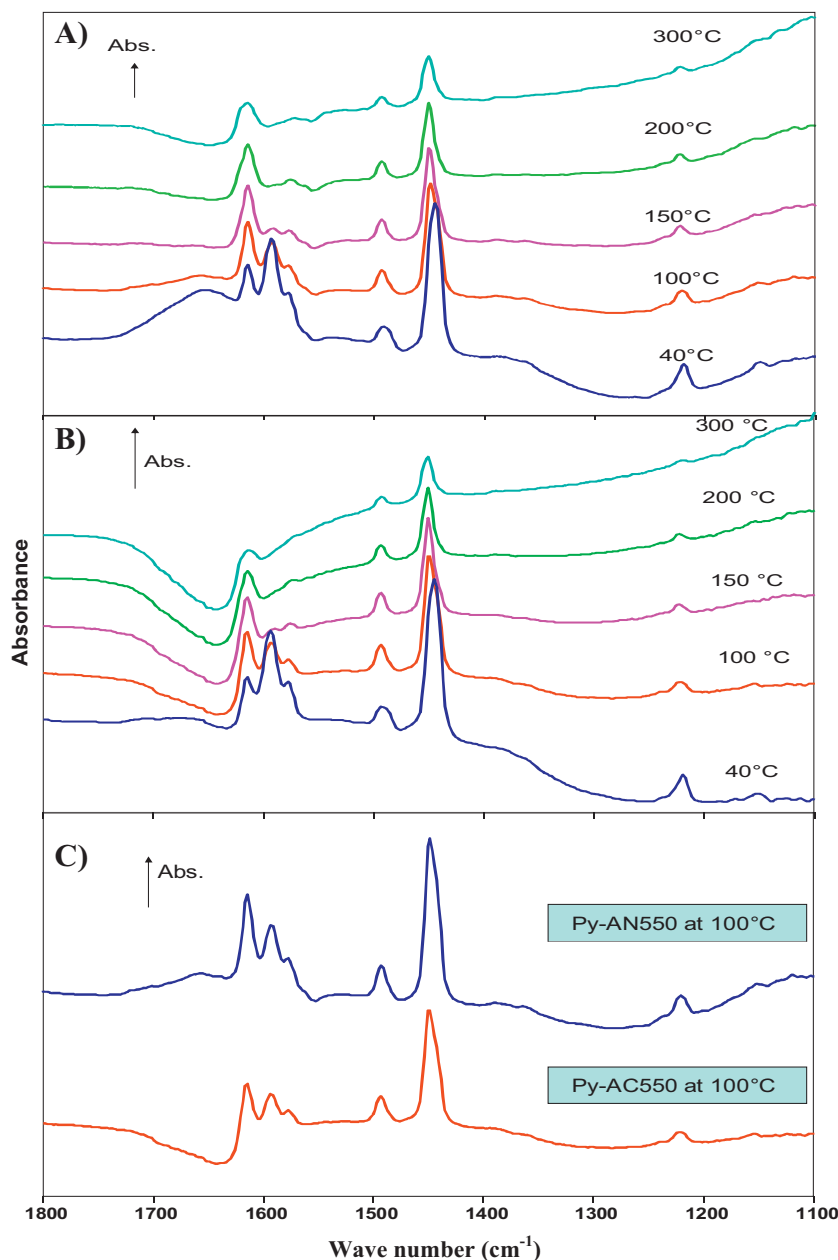 A)
Abs.
300°C
200°C
150°C
100°C
40°C
B)
Abs.
300 °C
200 °C
150 °C
100 °C
40°C
Absorbance
C)
Abs.
Py-AN550 at 100°C
Py-AC550 at 100°C
1800 1700 1600 1500 1400 1300 1200 1100
Wave number (cm⁻¹)